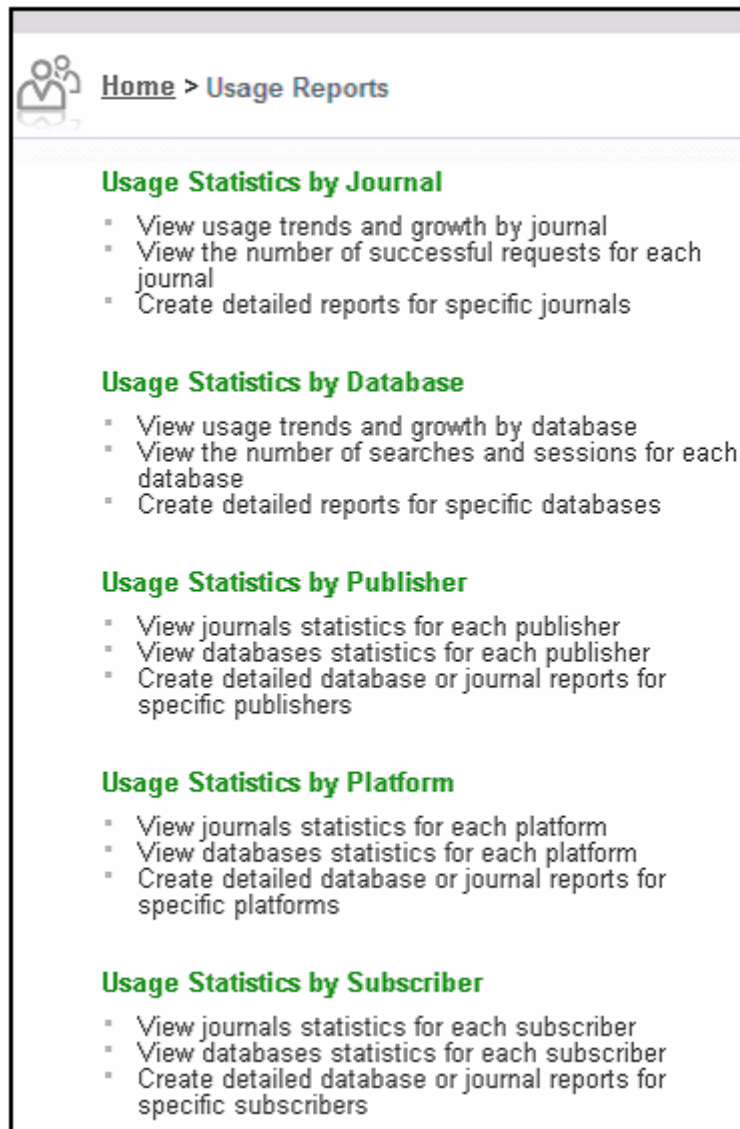 Home > Usage Reports
Usage Statistics by Journal
View usage trends and growth by journal
View the number of successful requests for each
journal
Create detailed reports for specific journals
Usage Statistics by Database
View usage trends and growth by database
View the number of searches and sessions for each
database
Create detailed reports for specific databases
Usage Statistics by Publisher
View journals statistics for each publisher
View databases statistics for each publisher
Create detailed database or journal reports for
specific publishers
Usage Statistics by Platform
View journals statistics for each platform
View databases statistics for each platform
Create detailed database or journal reports for
specific platforms
Usage Statistics by Subscriber
View journals statistics for each subscriber
View databases statistics for each subscriber
Create detailed database or journal reports for
specific subscribers